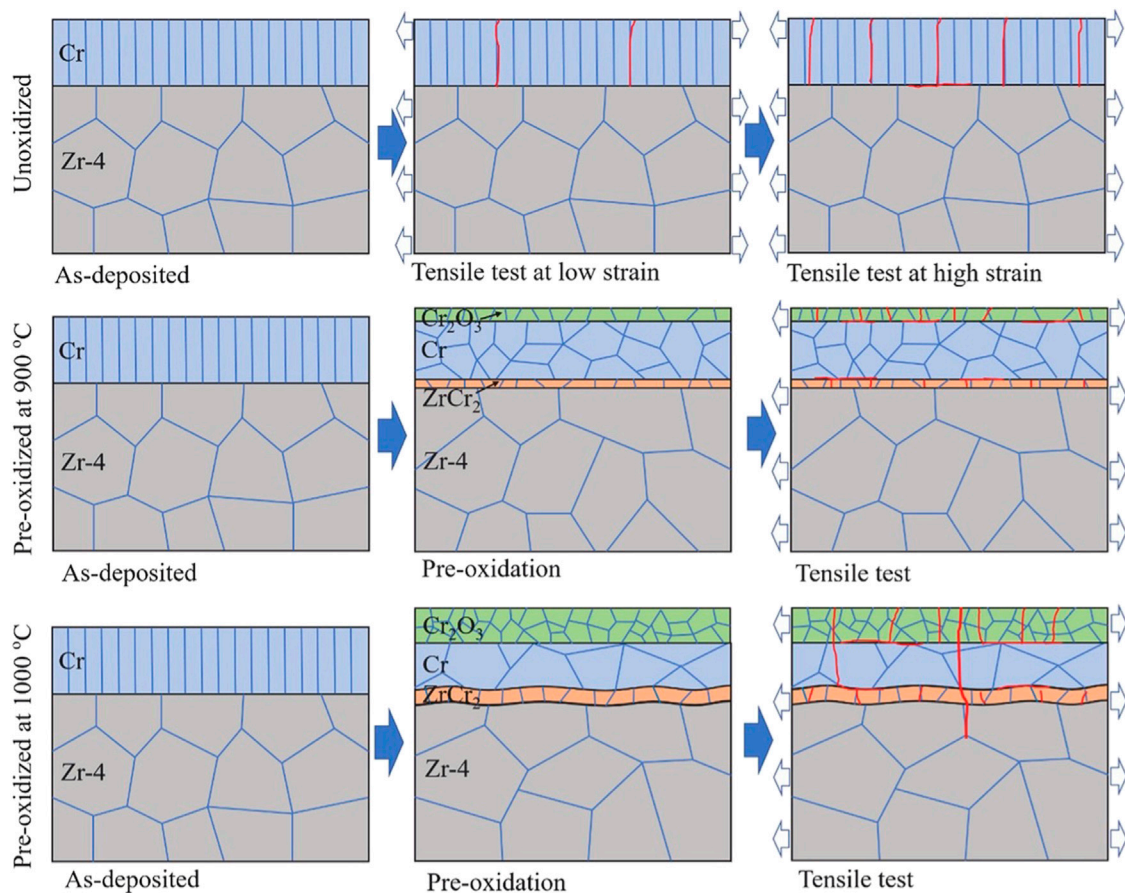 Unoxidized
Cr
Zr-4
As-deposited
Tensile test at low strain
Tensile test at high strain
Pre-oxidized at 900 ℃
Cr
Zr-4
As-deposited
Cr₂O₃
Cr
ZrCr₂
Zr-4
Pre-oxidation
Tensile test
Pre-oxidized at 1000 ℃
Cr
Zr-4
As-deposited
Cr₂O₃
Cr
ZrCr₂
Zr-4
Pre-oxidation
Tensile test